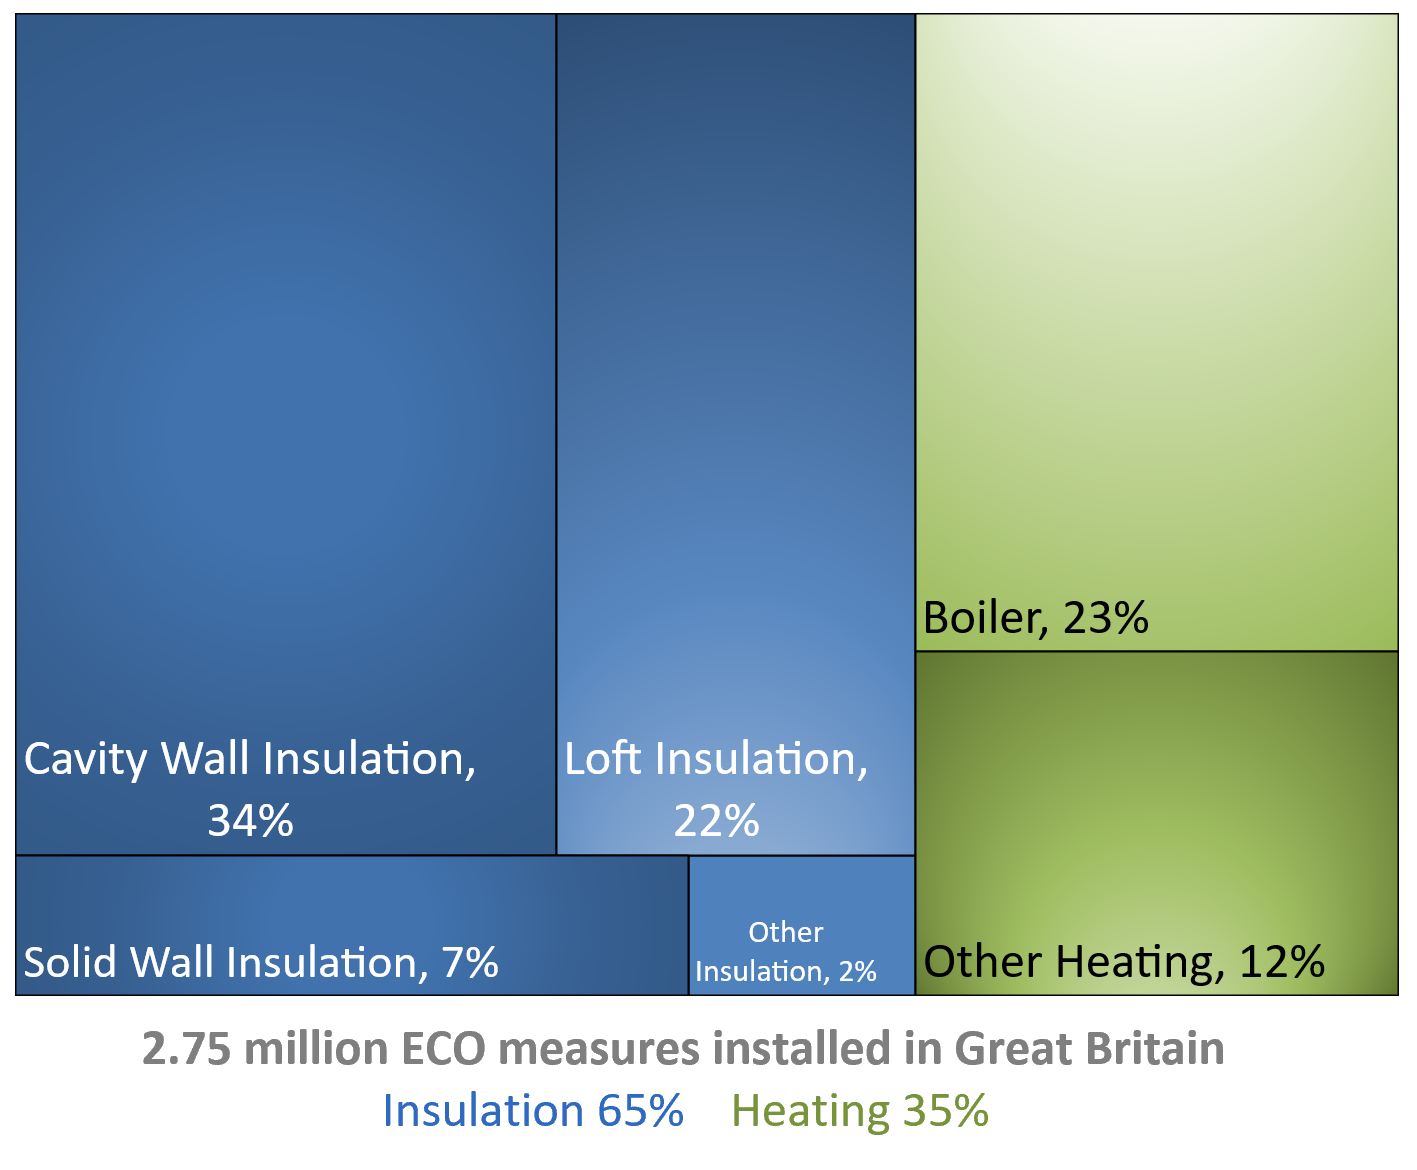 Cavity Wall Insulation,
34%
Loft Insulation,
22%
Boiler, 23%
Solid Wall Insulation, 7%
Other
Insulation, 2%
Other Heating, 12%
2.75 million ECO measures installed in Great Britain
Insulation 65% Heating 35%